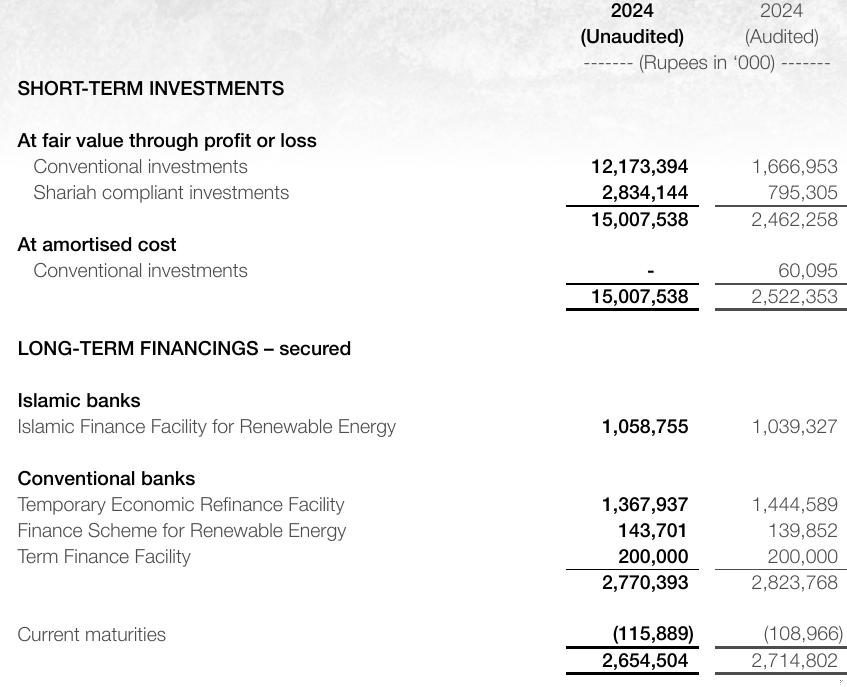 2024 2024
(Unaudited) (Audited)
------- (Rupees in ‘000) -------
SHORT-TERM INVESTMENTS
At fair value through profit or loss
Conventional investments 12,173,394 1,666,953
Shariah compliant investments 2,834,144 795,305
15,007,538 2,462,258
At amortised cost
Conventional investments - 60,095
15,007,538 2,522,353
LONG-TERM FINANCINGS – secured
Islamic banks
Islamic Finance Facility for Renewable Energy 1,058,755 1,039,327
Conventional banks
Temporary Economic Refinance Facility 1,367,937 1,444,589
Finance Scheme for Renewable Energy 143,701 139,852
Term Finance Facility 200,000 200,000
2,770,393 2,823,768
Current maturities (115,889) (108,966)
2,654,504 2,714,802